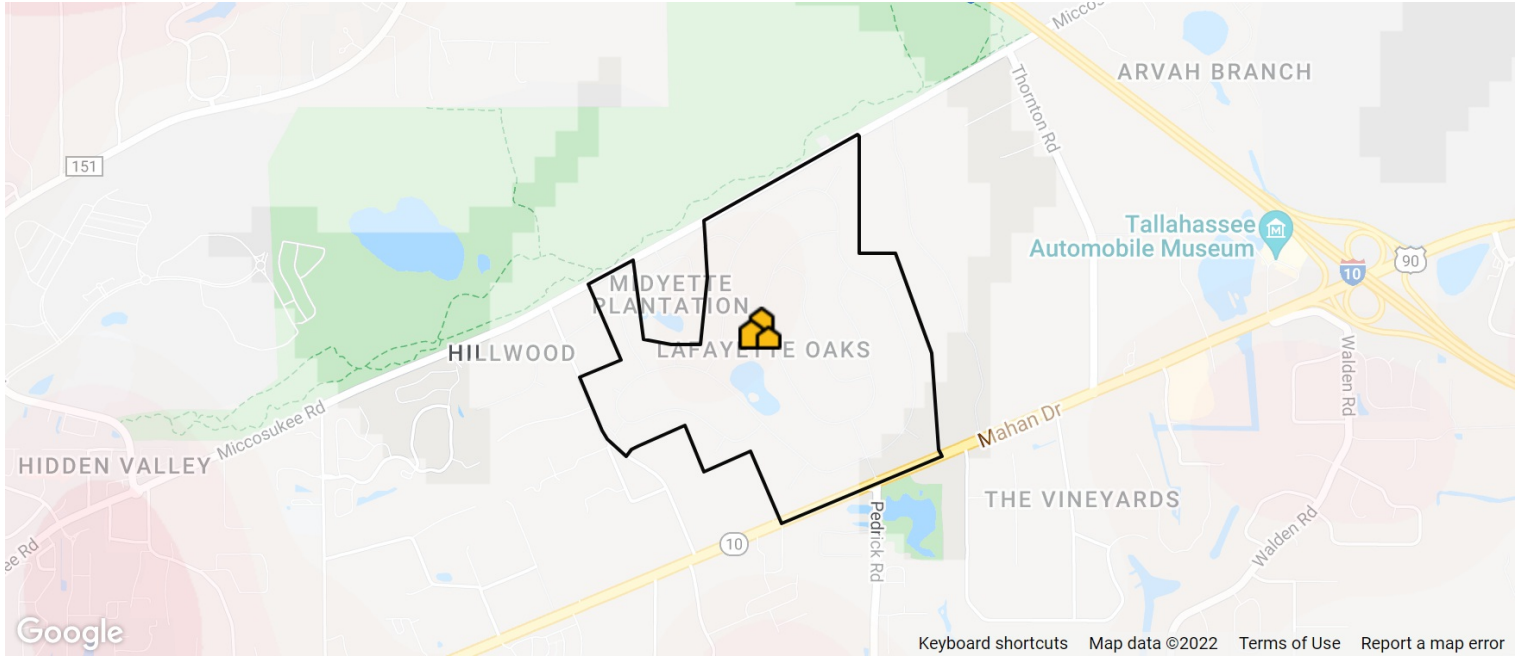 Miccos
ARVAH BRANCH
Thornton Rd
151
Tallahassee
Automobile Museum
M
10
90
MIDYETTE
PLANTATION
HILLWOOD
LAFAYETTE OAKS
Walden Rd
Miccosukee Rd
Mahan Dr
HIDDEN VALLEY
THE VINEYARDS
Pedrick Rd
10
Walden Rd
ee Rd
Google
Keyboard shortcuts
Map data ©2022
Terms of Use
Report a map error